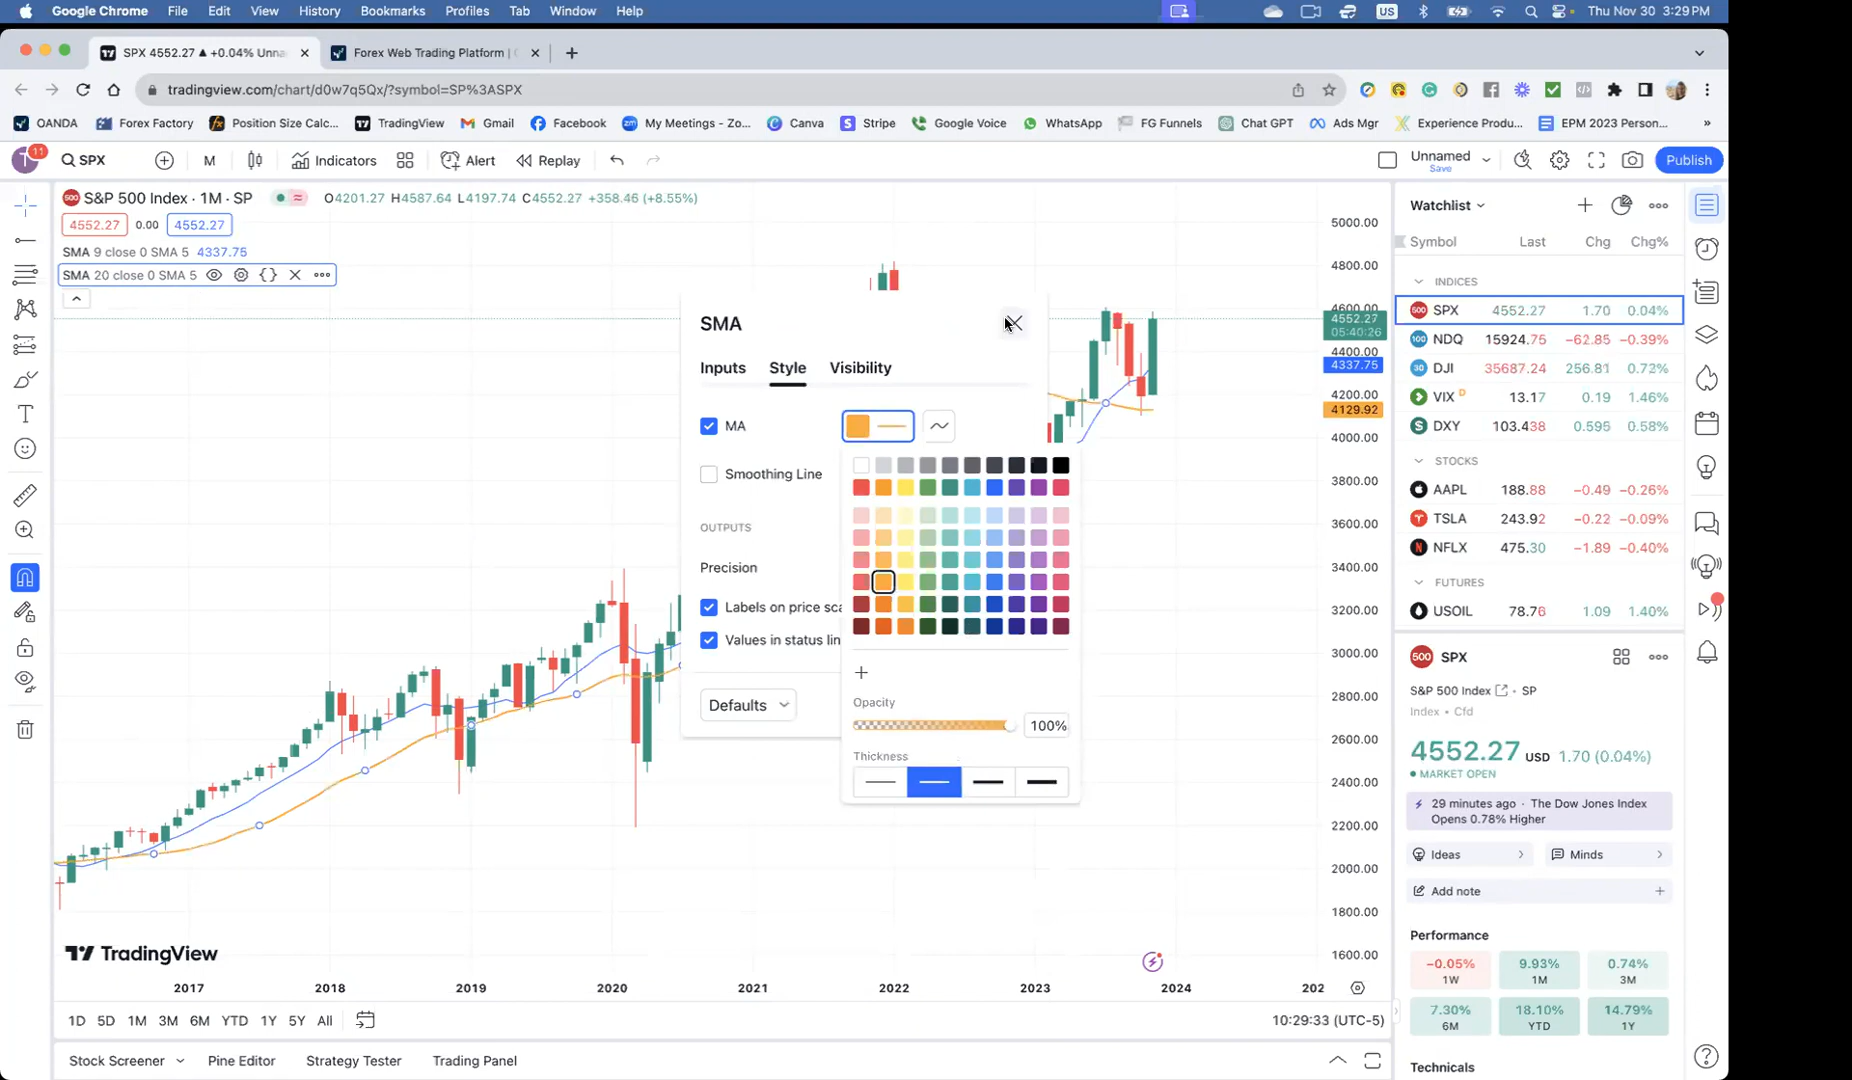 Google Chrome File Edit View History Bookmarks Profiles Tab Window Help US Thu Nov 30 3:29 PM
SPX 4552.27 ▲ +0.04% Unna Forex Web Trading Platform |
tradingview.com/chart/d0w7q5Qx/?symbol=SP%3ASPX
OANDA Forex Factory Position Size Calc... TradingView Gmail Facebook My Meetings - Zo... Canva Stripe Google Voice WhatsApp FG Funnels Chat GPT Ads Mgr Experience Produ... EPM 2023 Person... »
T 11 SPX M Indicators Alert Replay Unnamed Save Publish
S&P 500 Index · 1M · SP O4201.27 H4587.64 L4197.74 C4552.27 +358.46 (+8.55%)
4552.27 0.00 4552.27
SMA 9 close 0 SMA 5 4337.75
SMA 20 close 0 SMA 5
SMA
Inputs Style Visibility
MA
Smoothing Line
OUTPUTS
Precision
Labels on price sca
Values in status lin
Defaults
Opacity
100%
Thickness
5000.00
4800.00
4600.00
4552.27
05:40:26
4400.00
4337.75
4200.00
4129.92
4000.00
3800.00
3600.00
3400.00
3200.00
3000.00
2800.00
2600.00
2400.00
2200.00
2000.00
1800.00
1600.00
TradingView
2017 2018 2019 2020 2021 2022 2023 2024 202
1D 5D 1M 3M 6M YTD 1Y 5Y All 10:29:33 (UTC-5)
Stock Screener Pine Editor Strategy Tester Trading Panel
Watchlist
Symbol Last Chg Chg%
INDICES
500 SPX 4552.27 1.70 0.04%
100 NDQ 15924.75 −62.85 −0.39%
30 DJI 35687.24 256.81 0.72%
VIX D 13.17 0.19 1.46%
DXY 103.438 0.595 0.58%
STOCKS
AAPL 188.88 −0.49 −0.26%
TSLA 243.92 −0.22 −0.09%
NFLX 475.30 −1.89 −0.40%
FUTURES
USOIL 78.76 1.09 1.40%
500 SPX
S&P 500 Index · SP
Index · Cfd
4552.27 USD 1.70 (0.04%)
MARKET OPEN
29 minutes ago · The Dow Jones Index
Opens 0.78% Higher
Ideas Minds
Add note
Performance
−0.05% 9.93% 0.74%
1W 1M 3M
7.30% 18.10% 14.79%
6M YTD 1Y
Technicals